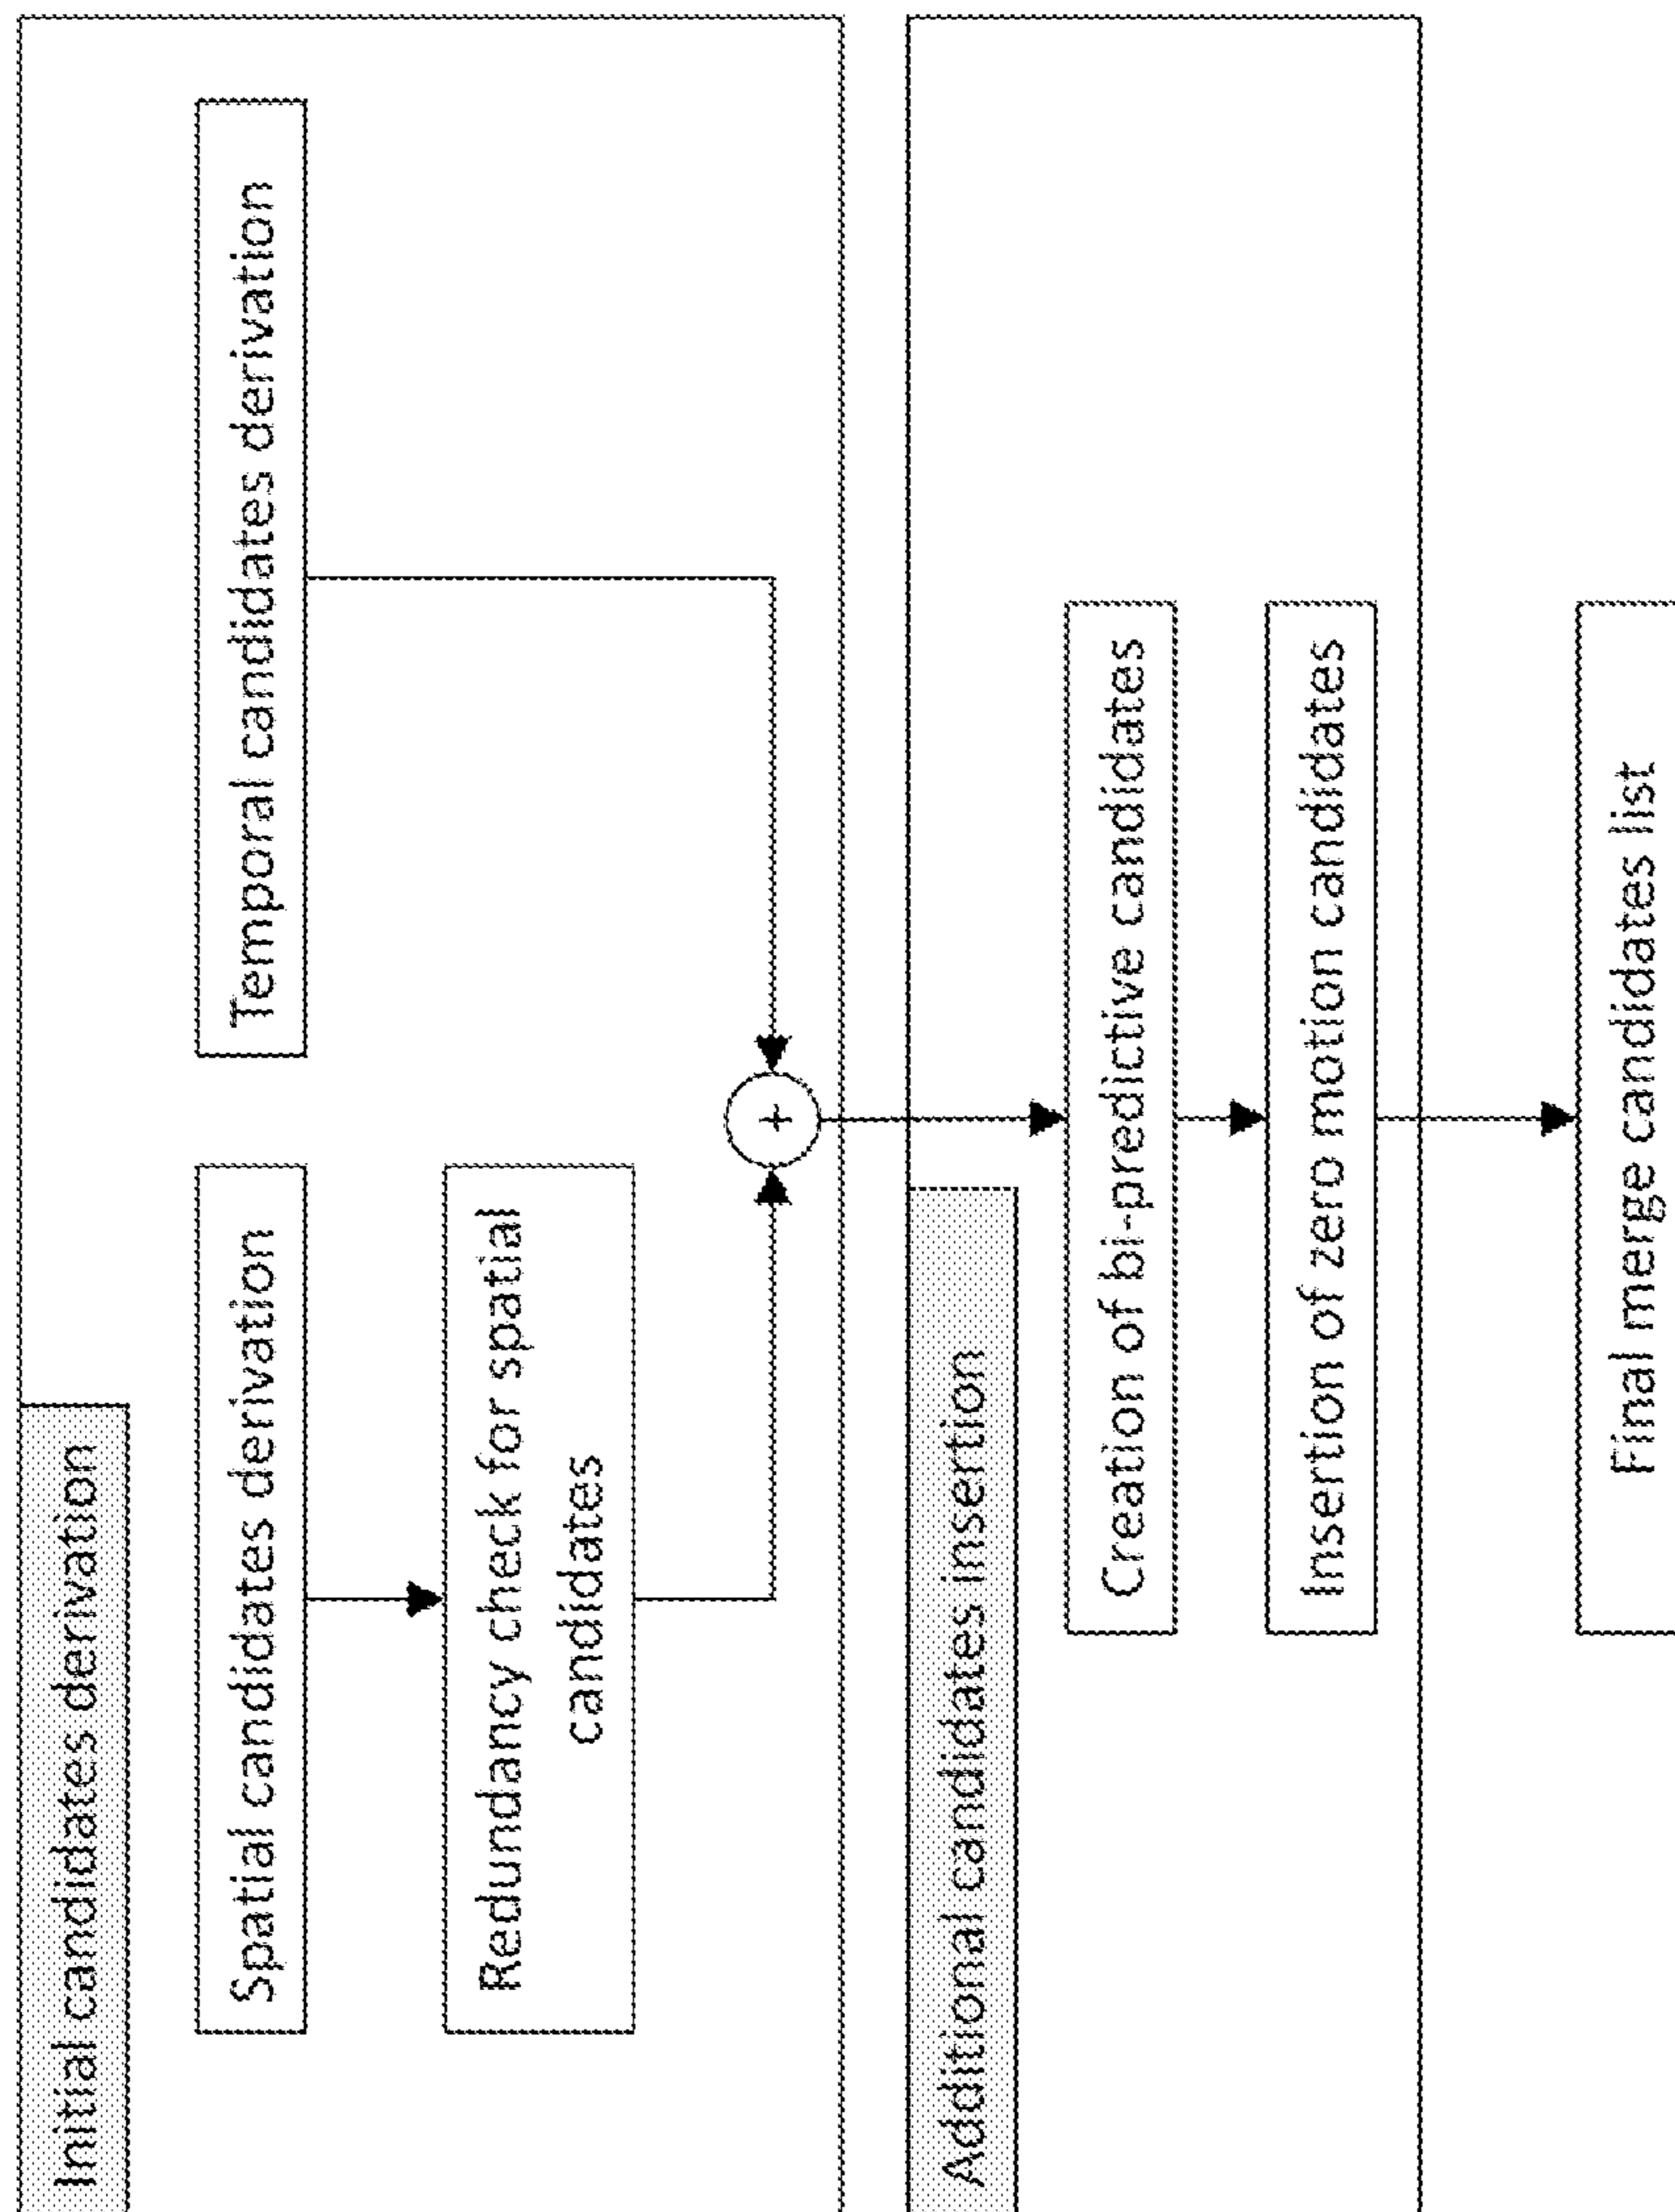 Initial candidates derivation
Spatial candidates derivation
Temporal candidates derivation
Redundancy check for spatial
candidates
+
Additional candidates insertion
Creation of bi-predictive candidates
Insertion of zero motion candidates
Final merge candidates list